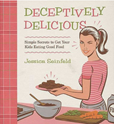 DECEPTIVELY
DELICIOUS
Simple Secrets to Get Your
Kids Eating Good Food
Jessica Seinfeld